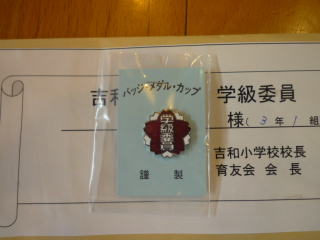 バッジ・メダル・カップ
学級委員
謹製
吉和
学級委員
様(3年1組
吉和小学校校長
育友会 会長